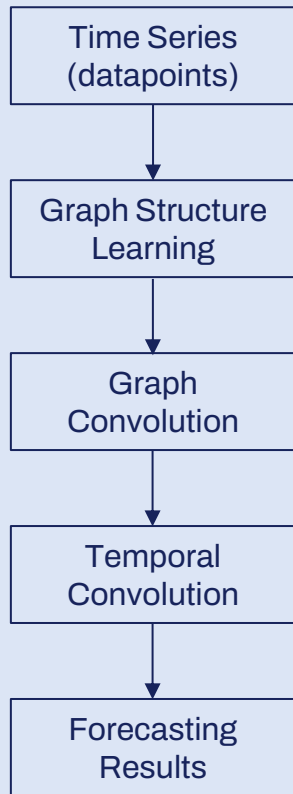 Time Series
(datapoints)
Graph Structure
Learning
Graph
Convolution
Temporal
Convolution
Forecasting
Results